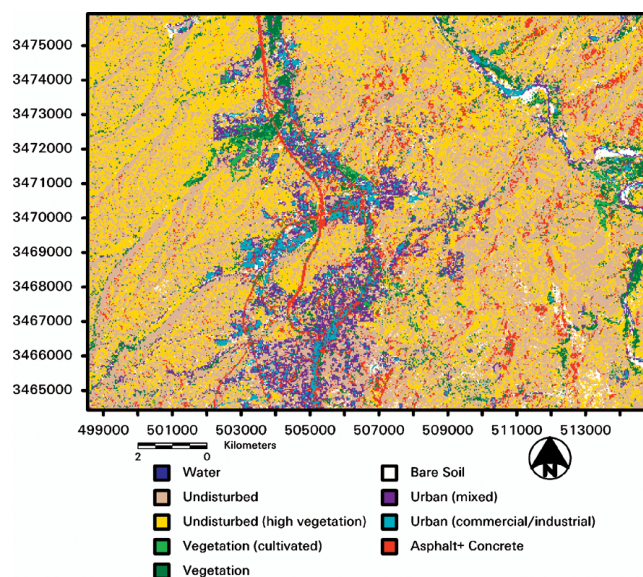 3475000
3474000
3473000
3472000
3471000
3470000
3469000
3468000
3467000
3466000
3465000
499000 501000 503000 505000 507000 509000 511000 513000
2 0 Kilometers
N
Water
Undisturbed
Undisturbed (high vegetation)
Vegetation (cultivated)
Vegetation
Bare Soil
Urban (mixed)
Urban (commercial/industrial)
Asphalt+ Concrete